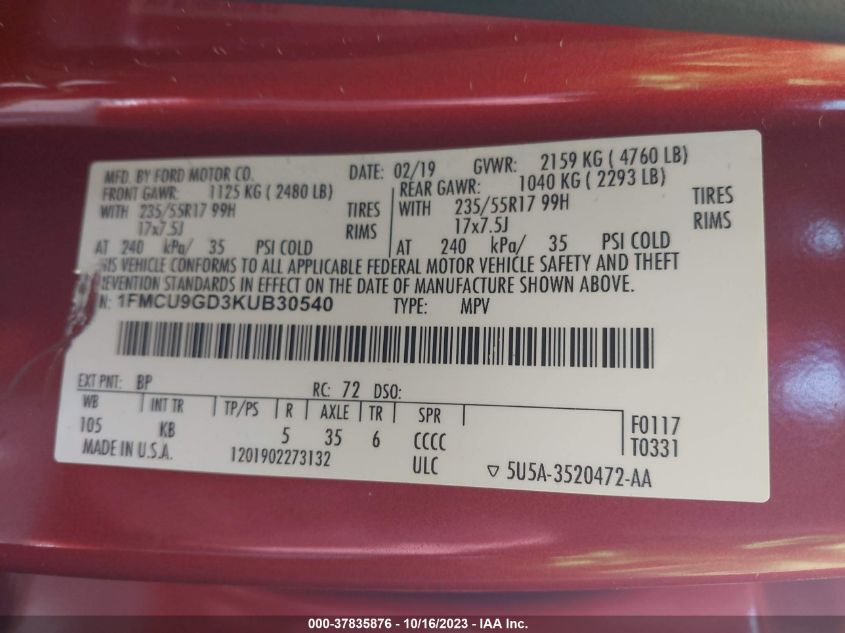 MFD. BY FORD MOTOR CO. DATE: 02/19 GVWR: 2159 KG ( 4760 LB)
FRONT GAWR: 1125 KG ( 2480 LB) REAR GAWR: 1040 KG ( 2293 LB)
WITH 235/55R17 99H TIRES WITH 235/55R17 99H TIRES
17x7.5J RIMS 17x7.5J RIMS
AT 240 kPa/ 35 PSI COLD AT 240 kPa/ 35 PSI COLD
VEHICLE CONFORMS TO ALL APPLICABLE FEDERAL MOTOR VEHICLE SAFETY AND THEFT
EVENTION STANDARDS IN EFFECT ON THE DATE OF MANUFACTURE SHOWN ABOVE.
N: 1FMCU9GD3KUB30540 TYPE: MPV
EXT PNT: BP RC: 72 DSO:
WB INT TR TP/PS R AXLE TR SPR F0117
105 KB 5 35 6 CCCC T0331
MADE IN U.S.A. 1201902273132 ULC ▽ 5U5A-3520472-AA
000-37835876 - 10/16/2023 - IAA Inc.